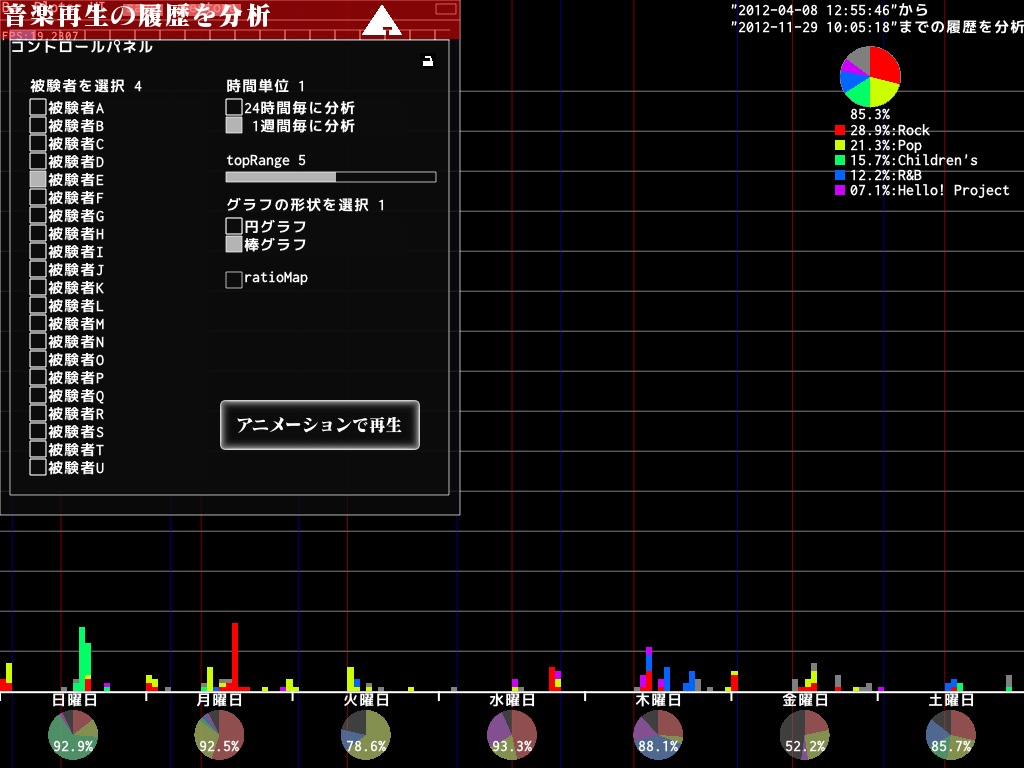 音楽再生の履歴を分析
FPS:19.2307
コントロールパネル
被験者を選択 4
被験者A
被験者B
被験者C
被験者D
被験者E
被験者F
被験者G
被験者H
被験者I
被験者J
被験者K
被験者L
被験者M
被験者N
被験者O
被験者P
被験者Q
被験者R
被験者S
被験者T
被験者U
時間単位 1
24時間毎に分析
1週間毎に分析
topRange 5
グラフの形状を選択 1
円グラフ
棒グラフ
ratioMap
アニメーションで再生
"2012-04-08 12:55:46"から
"2012-11-29 10:05:18"までの履歴を分析
85.3%
28.9%:Rock
21.3%:Pop
15.7%:Children's
12.2%:R&B
07.1%:Hello! Project
日曜日 月曜日 火曜日 水曜日 木曜日 金曜日 土曜日
92.9% 92.5% 78.6% 93.3% 88.1% 52.2% 85.7%